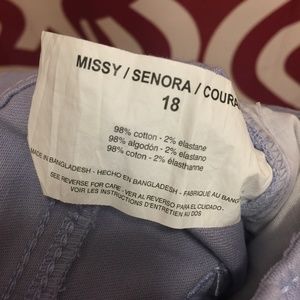 MISSY / SENORA / COURA
18
98% cotton - 2% elastane
98% algodón - 2% elastano
98% coton - 2% élasthanne
MADE IN BANGLADESH - HECHO EN BANGLADESH - FABRIQUÉ AU BANG
SEE REVERSE FOR CARE - VER AL REVERSO PARA EL CUIDADO.
VOIR LES INSTRUCTIONS D'ENTRETIEN AU DOS